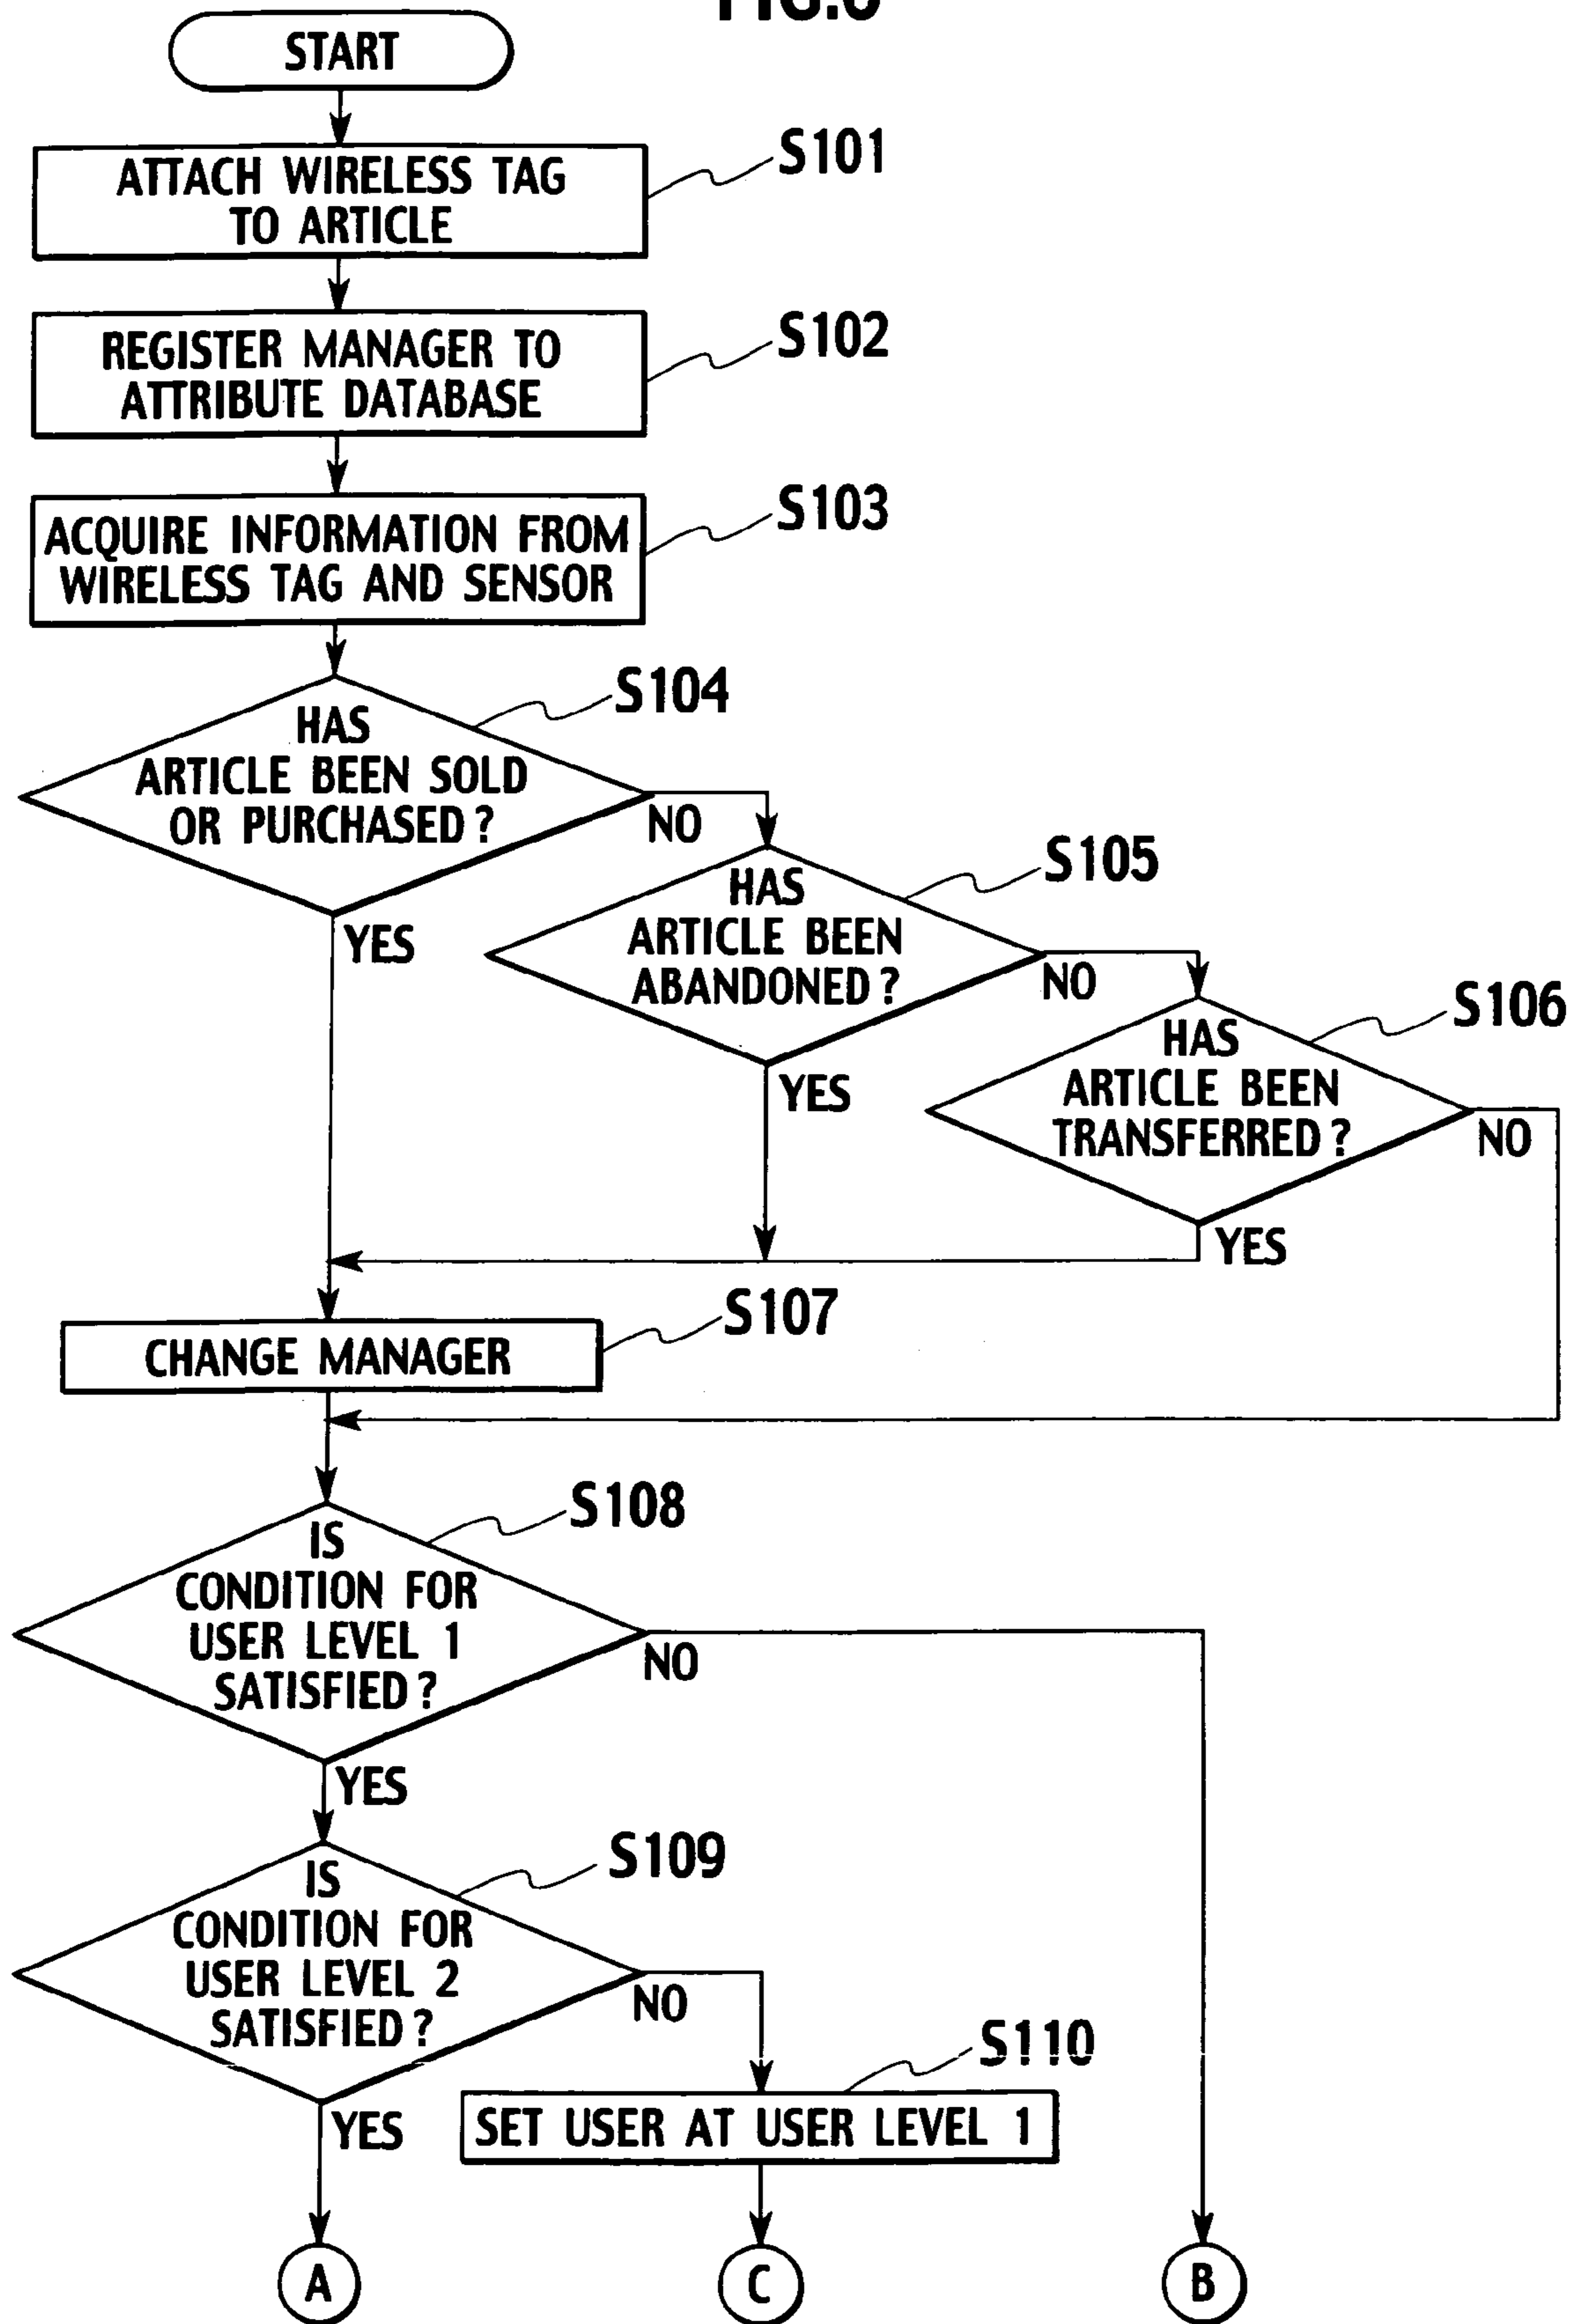 START
S101
ATTACH WIRELESS TAG
TO ARTICLE
S102
REGISTER MANAGER TO
ATTRIBUTE DATABASE
S103
ACQUIRE INFORMATION FROM
WIRELESS TAG AND SENSOR
S104
HAS
ARTICLE BEEN SOLD
OR PURCHASED?
NO
YES
S105
HAS
ARTICLE BEEN
ABANDONED?
NO
YES
S106
HAS
ARTICLE BEEN
TRANSFERRED?
NO
YES
S107
CHANGE MANAGER
S108
IS
CONDITION FOR
USER LEVEL 1
SATISFIED?
NO
YES
S109
IS
CONDITION FOR
USER LEVEL 2
SATISFIED?
NO
YES
S110
SET USER AT USER LEVEL 1
A
C
B